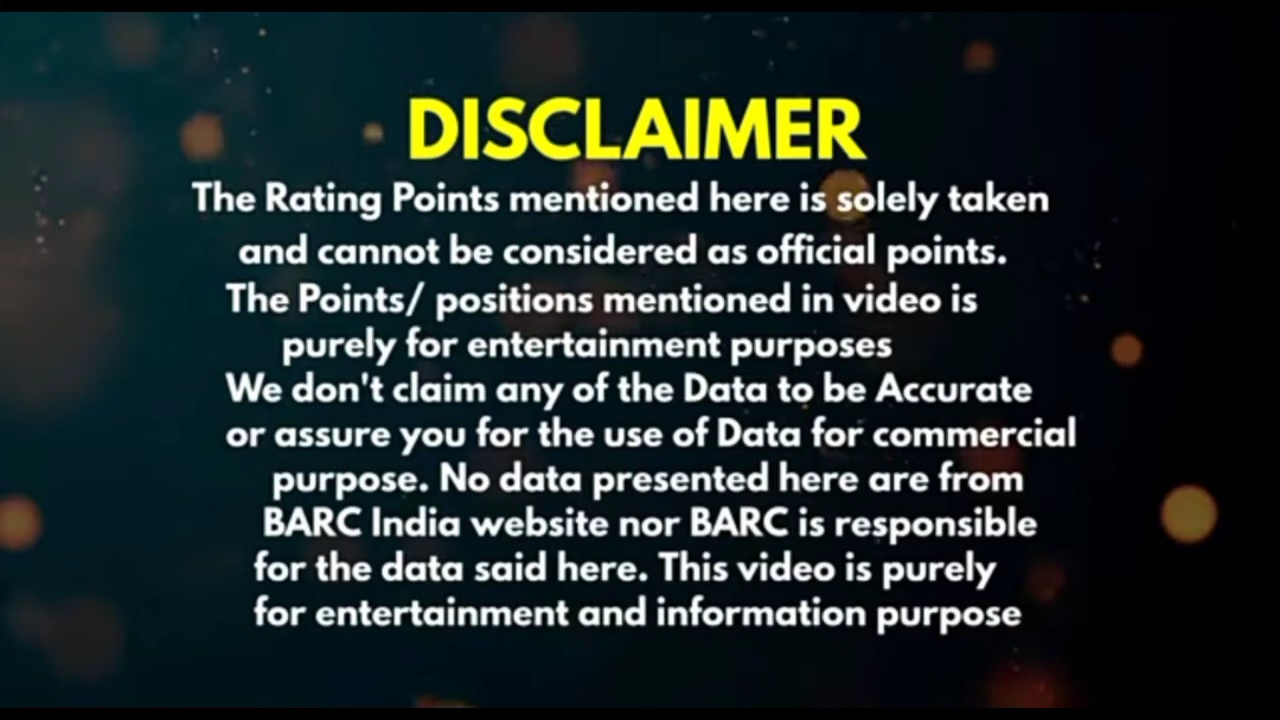 DISCLAIMER
The Rating Points mentioned here is solely taken
and cannot be considered as official points.
The Points/ positions mentioned in video is
purely for entertainment purposes
We don't claim any of the Data to be Accurate
or assure you for the use of Data for commercial
purpose. No data presented here are from
BARC India website nor BARC is responsible
for the data said here. This video is purely
for entertainment and information purpose